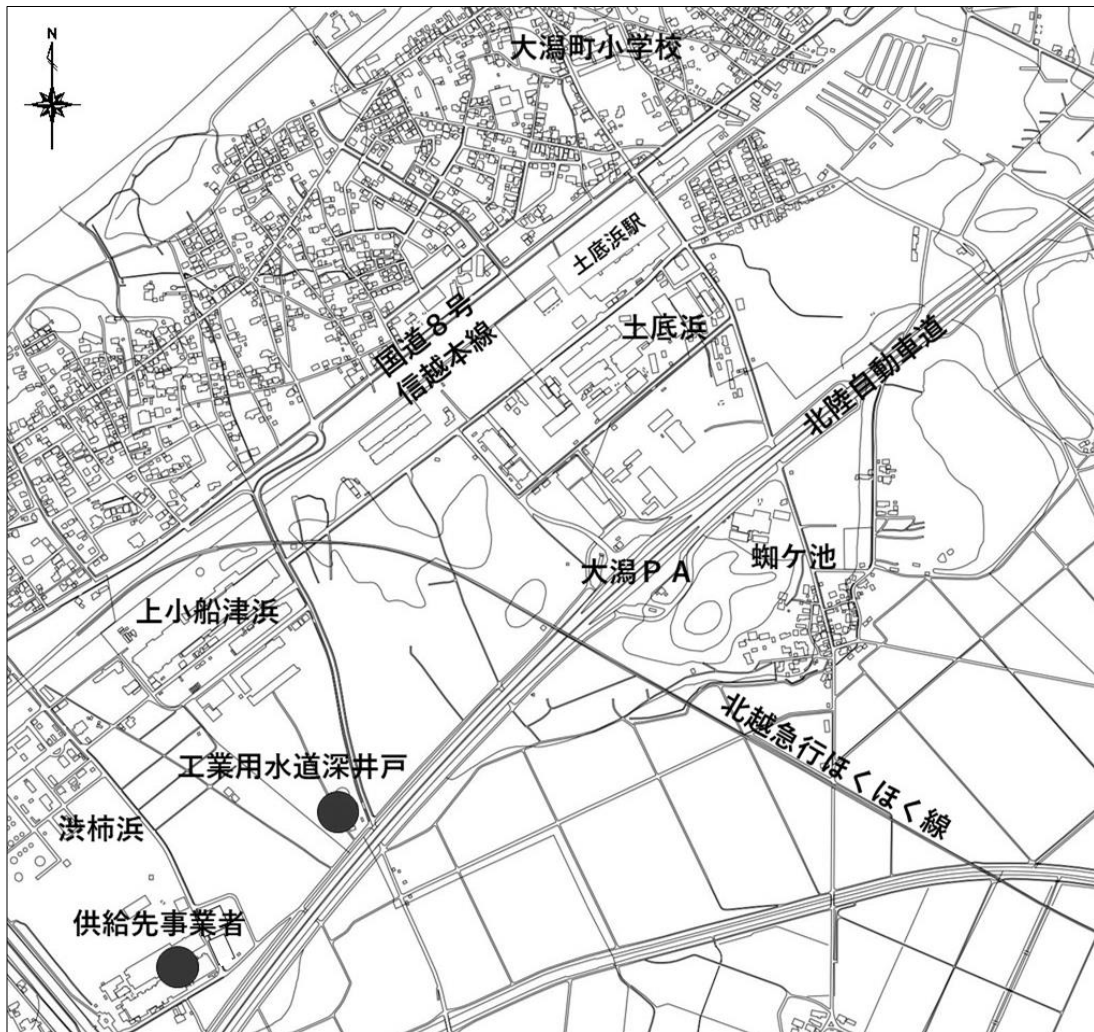 N
大潟町小学校
土底浜駅
国道８号
信越本線
土底浜
北陸自動車道
大潟ＰＡ
蜘ケ池
上小船津浜
北越急行ほくほく線
工業用水道深井戸
渋柿浜
供給先事業者